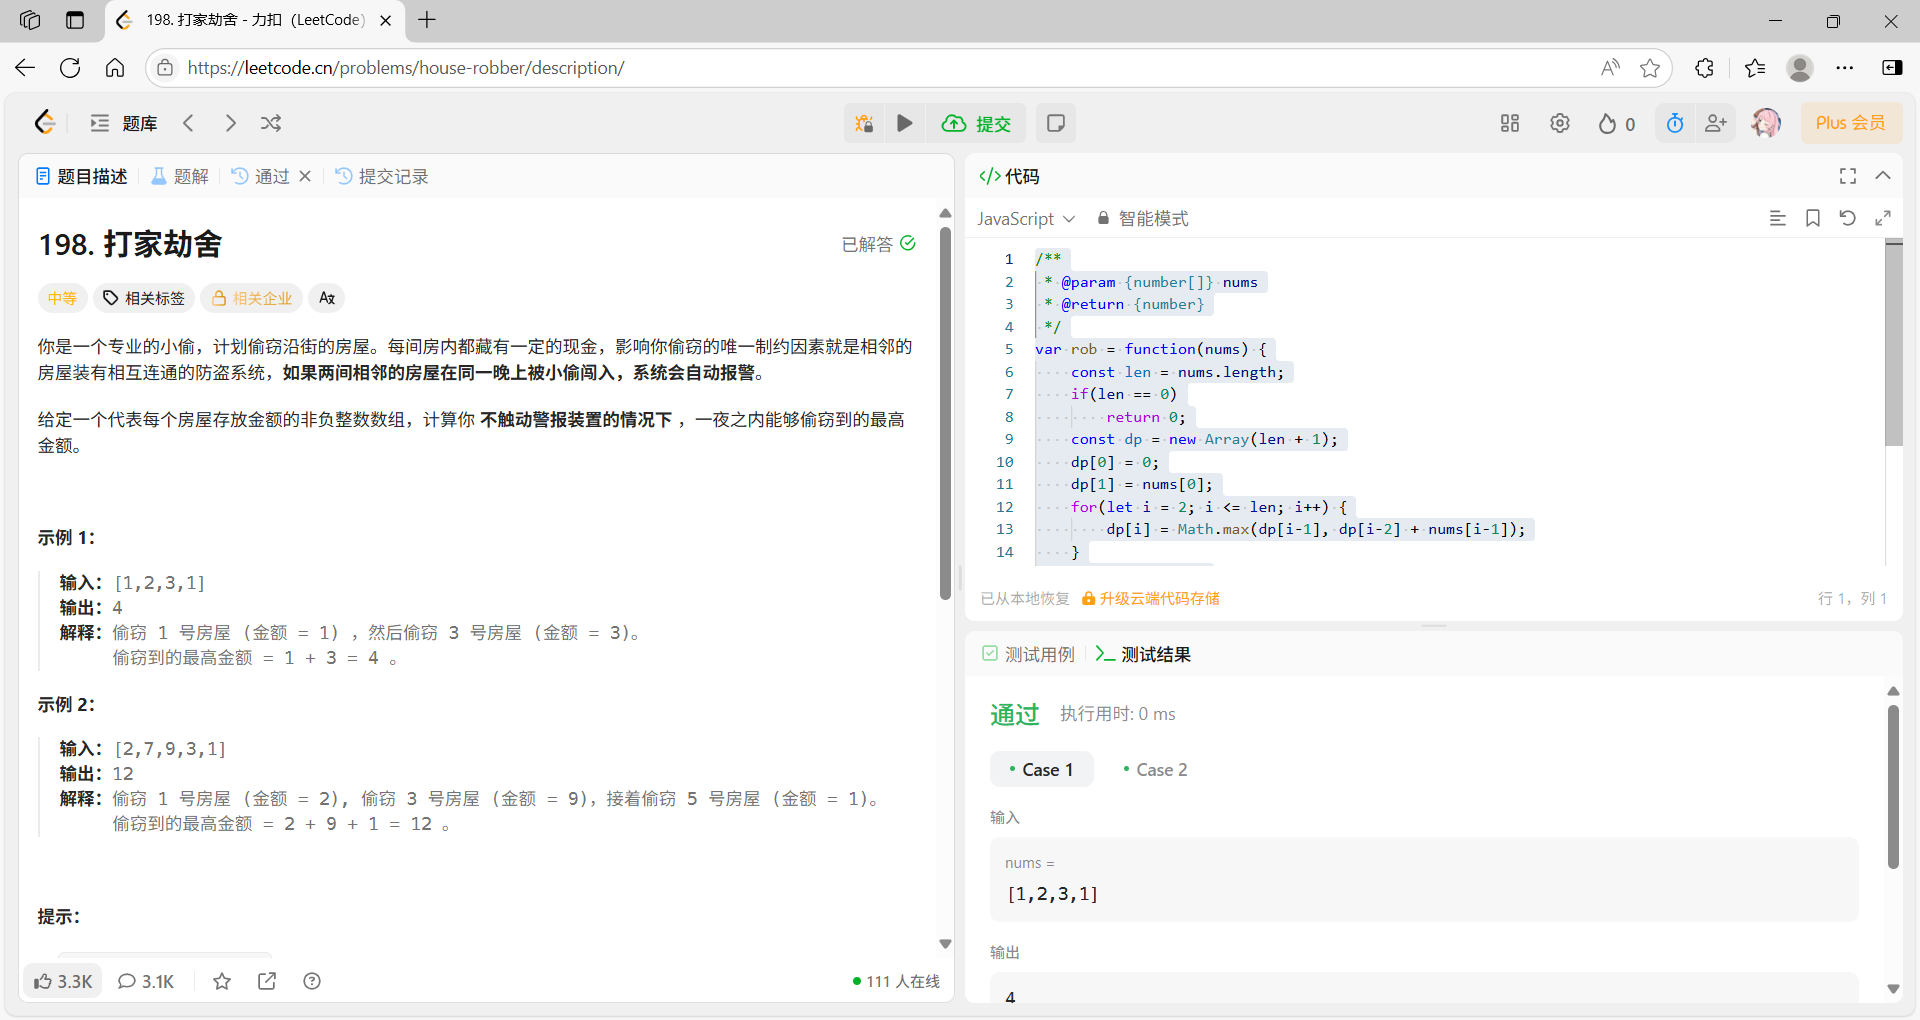 198. 打家劫舍 - 力扣（LeetCode）
https://leetcode.cn/problems/house-robber/description/
题库
提交
0
Plus 会员
题目描述
题解
通过
提交记录
198. 打家劫舍
已解答
中等
相关标签
相关企业
你是一个专业的小偷，计划偷窃沿街的房屋。每间房内都藏有一定的现金，影响你偷窃的唯一制约因素就是相邻的
房屋装有相互连通的防盗系统，如果两间相邻的房屋在同一晚上被小偷闯入，系统会自动报警。
给定一个代表每个房屋存放金额的非负整数数组，计算你 不触动警报装置的情况下 ，一夜之内能够偷窃到的最高
金额。
示例 1：
输入：[1,2,3,1]
输出：4
解释：偷窃 1 号房屋 (金额 = 1) ，然后偷窃 3 号房屋 (金额 = 3)。
偷窃到的最高金额 = 1 + 3 = 4 。
示例 2：
输入：[2,7,9,3,1]
输出：12
解释：偷窃 1 号房屋 (金额 = 2), 偷窃 3 号房屋 (金额 = 9)，接着偷窃 5 号房屋 (金额 = 1)。
偷窃到的最高金额 = 2 + 9 + 1 = 12 。
提示：
3.3K
3.1K
111 人在线
</> 代码
JavaScript
智能模式
1 /**
2 * @param {number[]} nums
3 * @return {number}
4 */
5 var rob = function(nums) {
6 const len = nums.length;
7 if(len == 0)
8 return 0;
9 const dp = new Array(len + 1);
10 dp[0] = 0;
11 dp[1] = nums[0];
12 for(let i = 2; i <= len; i++) {
13 dp[i] = Math.max(dp[i-1], dp[i-2] + nums[i-1]);
14 }
已从本地恢复
升级云端代码存储
行 1，列 1
测试用例
测试结果
通过
执行用时: 0 ms
Case 1
Case 2
输入
nums =
[1,2,3,1]
输出
4